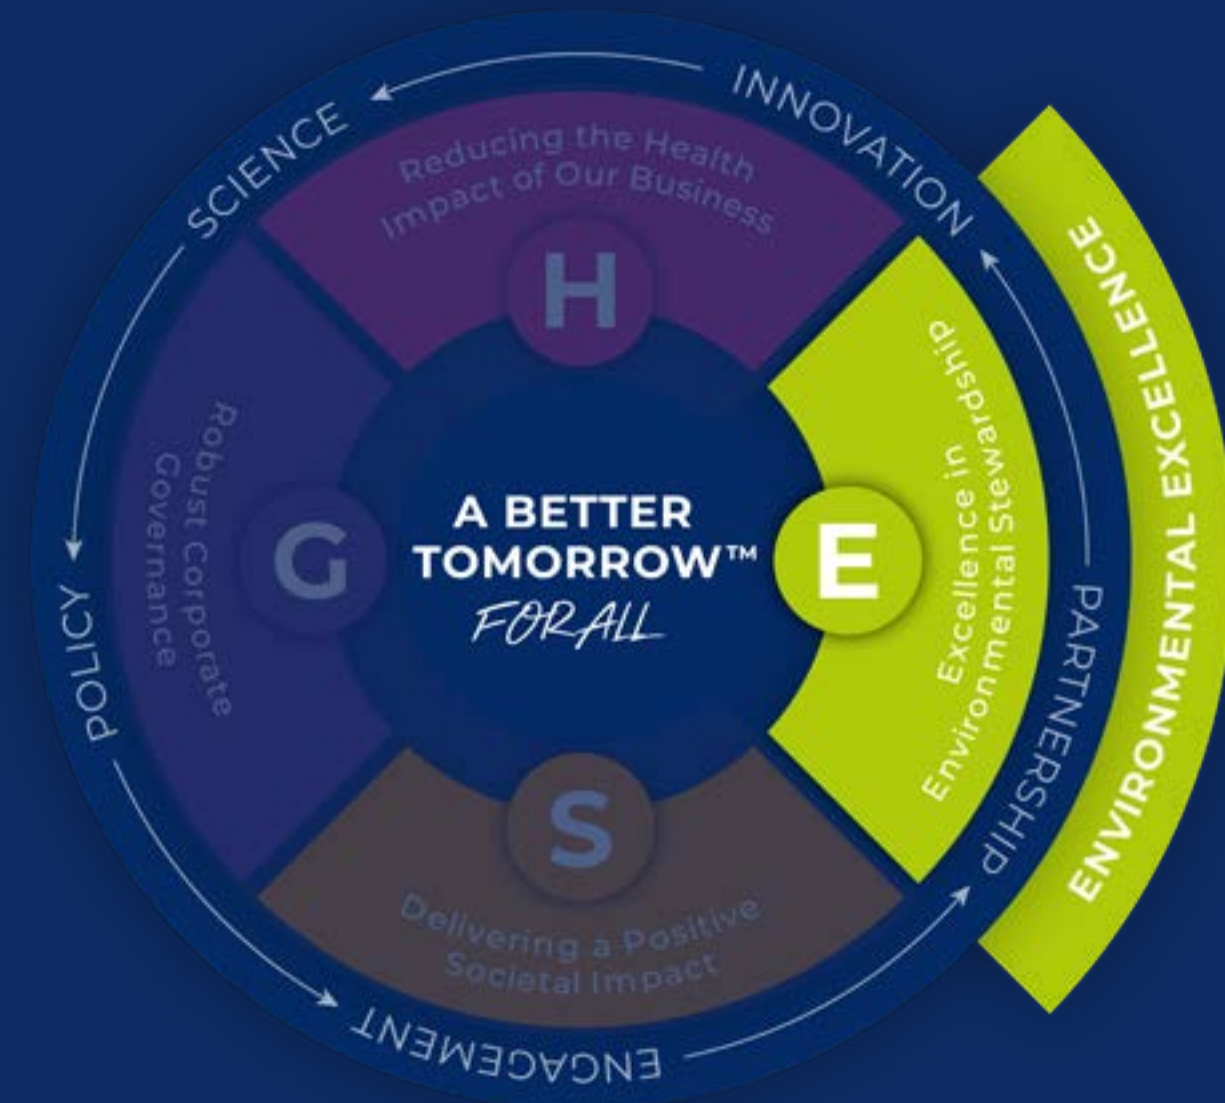 INNOVATION
SCIENCE
POLICY
ENGAGEMENT
PARTNERSHIP
Reducing the Health
Impact of Our Business
H
Excellence in
Environmental Stewardship
E
ENVIRONMENTAL EXCELLENCE
Delivering a Positive
Societal Impact
S
Robust Corporate
Governance
G
A BETTER
TOMORROW™
FOR ALL